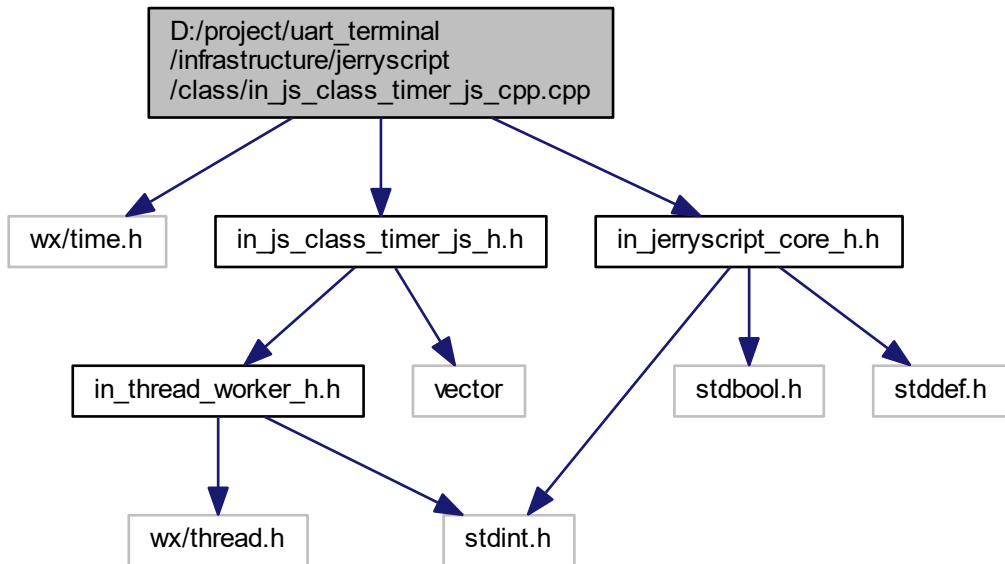 D:/project/uart_terminal
/infrastructure/jerryscript
/class/in_js_class_timer_js_cpp.cpp
wx/time.h
in_js_class_timer_js_h.h
in_jerryscript_core_h.h
in_thread_worker_h.h
vector
stdbool.h
stddef.h
wx/thread.h
stdint.h